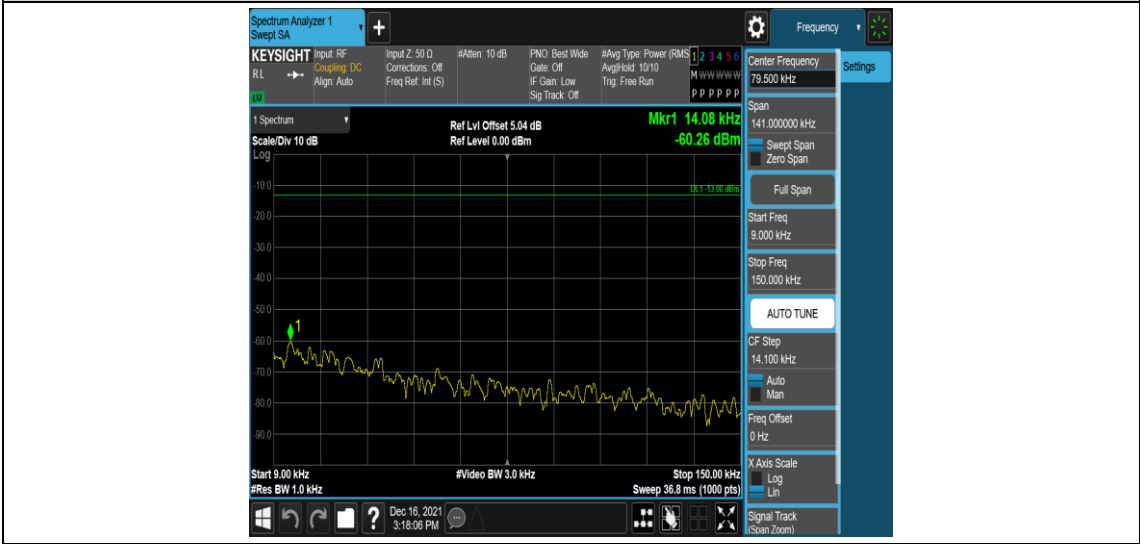 Spectrum Analyzer 1
Swept SA
+
Frequency
KEYSIGHT
RL
Input: RF
Coupling: DC
Align: Auto
Input Z: 50 Ω
Corrections: Off
Freq Ref: Int (S)
#Atten: 10 dB
PNO: Best Wide
Gate: Off
IF Gain: Low
Sig Track: Off
#Avg Type: Power (RMS
Avg|Hold: 10/10
Trig: Free Run
1 2 3 4 5 6
M W W W W W
P P P P P P
1 Spectrum
Scale/Div 10 dB
Log
Ref Lvl Offset 5.04 dB
Ref Level 0.00 dBm
Mkr1 14.08 kHz
-60.26 dBm
DL1 -13.00 dBm
-10.0
-20.0
-30.0
-40.0
-50.0
-60.0
-70.0
-80.0
-90.0
1
Start 9.00 kHz
#Res BW 1.0 kHz
#Video BW 3.0 kHz
Stop 150.00 kHz
Sweep 36.8 ms (1000 pts)
Center Frequency
79.500 kHz
Settings
Span
141.000000 kHz
Swept Span
Zero Span
Full Span
Start Freq
9.000 kHz
Stop Freq
150.000 kHz
AUTO TUNE
CF Step
14.100 kHz
Auto
Man
Freq Offset
0 Hz
X Axis Scale
Log
Lin
Signal Track
(Span Zoom)
?
Dec 16, 2021
3:18:06 PM